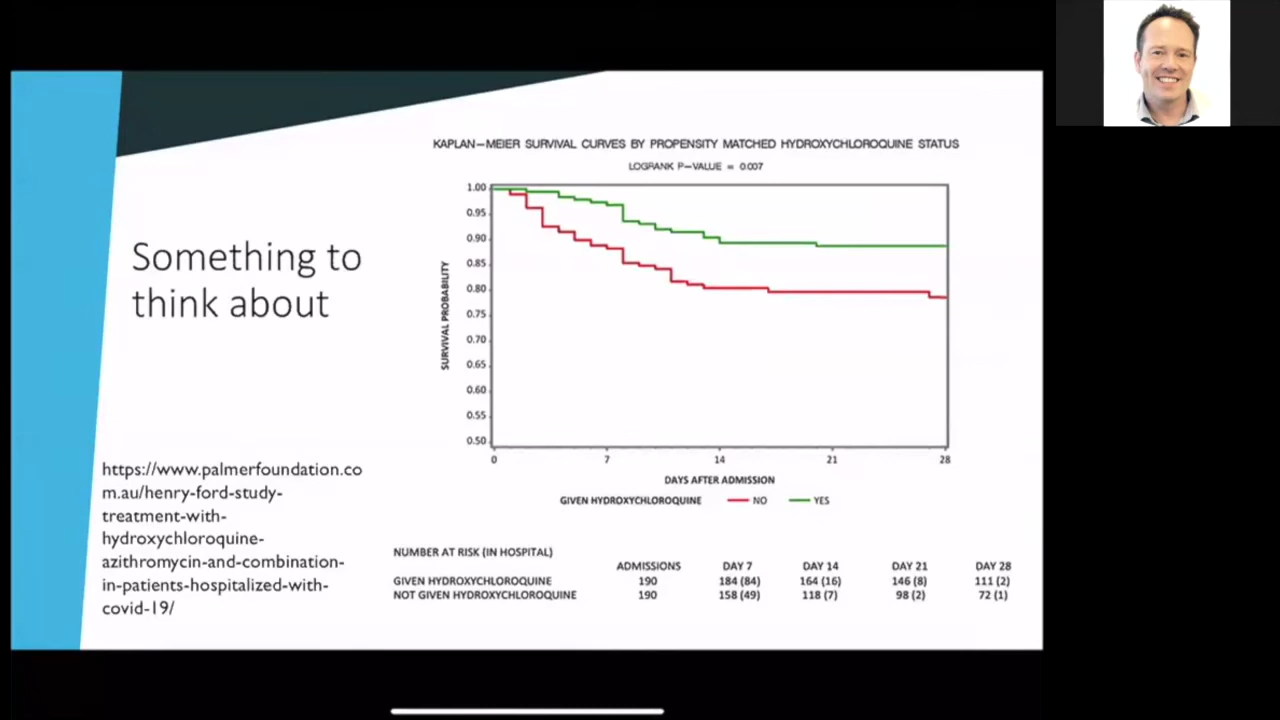 KAPLAN-MEIER SURVIVAL CURVES BY PROPENSITY MATCHED HYDROXYCHLOROQUINE STATUS
LOGRANK P-VALUE = 0.007
Something to
think about
https://www.palmerfoundation.co
m.au/henry-ford-study-
treatment-with-
hydroxychloroquine-
azithromycin-and-combination-
in-patients-hospitalized-with-
covid-19/
SURVIVAL PROBABILITY
1.00
0.95
0.90
0.85
0.80
0.75
0.70
0.65
0.60
0.55
0.50
0 7 14 21 28
DAYS AFTER ADMISSION
GIVEN HYDROXYCHLOROQUINE NO YES
NUMBER AT RISK (IN HOSPITAL)
ADMISSIONS DAY 7 DAY 14 DAY 21 DAY 28
GIVEN HYDROXYCHLOROQUINE 190 184 (84) 164 (16) 146 (8) 111 (2)
NOT GIVEN HYDROXYCHLOROQUINE 190 158 (49) 118 (7) 98 (2) 72 (1)